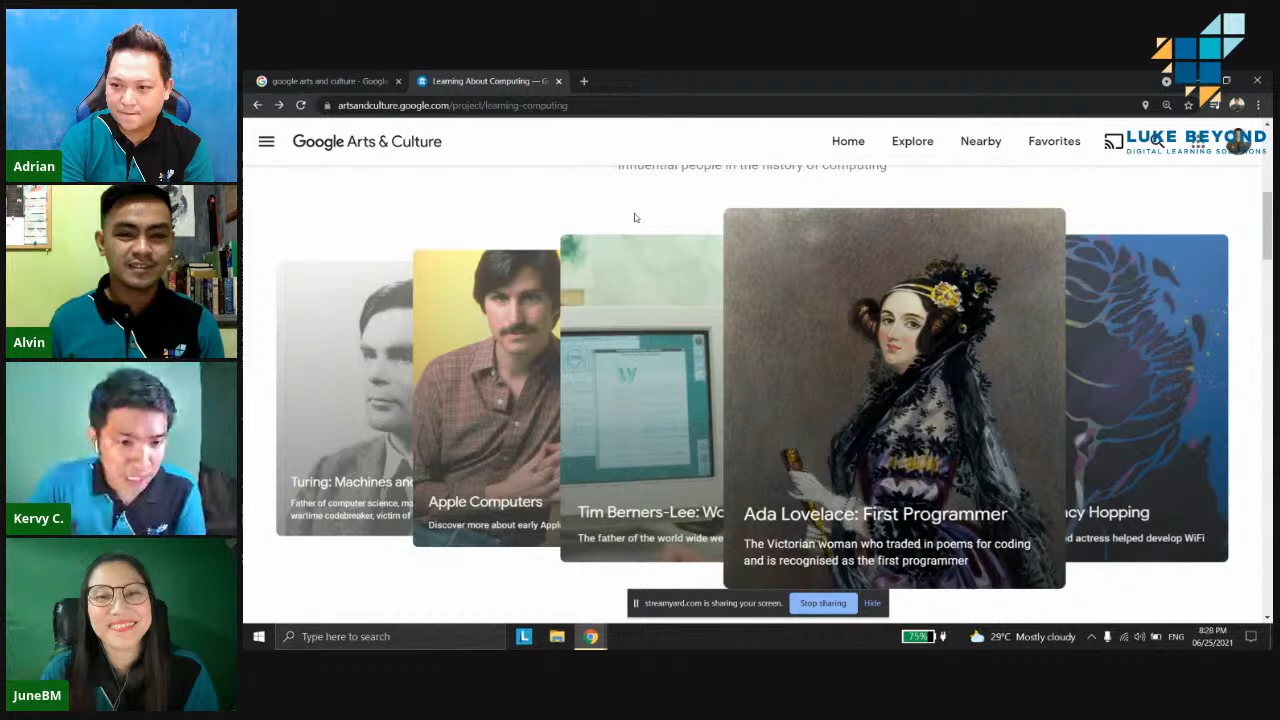 Adrian
Alvin
Kervy C.
JuneBM
google arts and culture - Google
Learning About Computing — G
artsandculture.google.com/project/learning-computing
Google Arts & Culture
Home
Explore
Nearby
Favorites
LUKE BEYOND
DIGITAL LEARNING SOLUTIONS
Influential people in the history of computing
Turing: Machines and
Father of computer science, ma
wartime codebreaker, victim of
Apple Computers
Discover more about early Appl
W
Tim Berners-Lee: Wo
The father of the world wide we
Ada Lovelace: First Programmer
The Victorian woman who traded in poems for coding
and is recognised as the first programmer
cy Hopping
d actress helped develop WiFi
streamyard.com is sharing your screen.
Stop sharing
Hide
Type here to search
L
75%
29°C Mostly cloudy
ENG
8:28 PM
06/25/2021